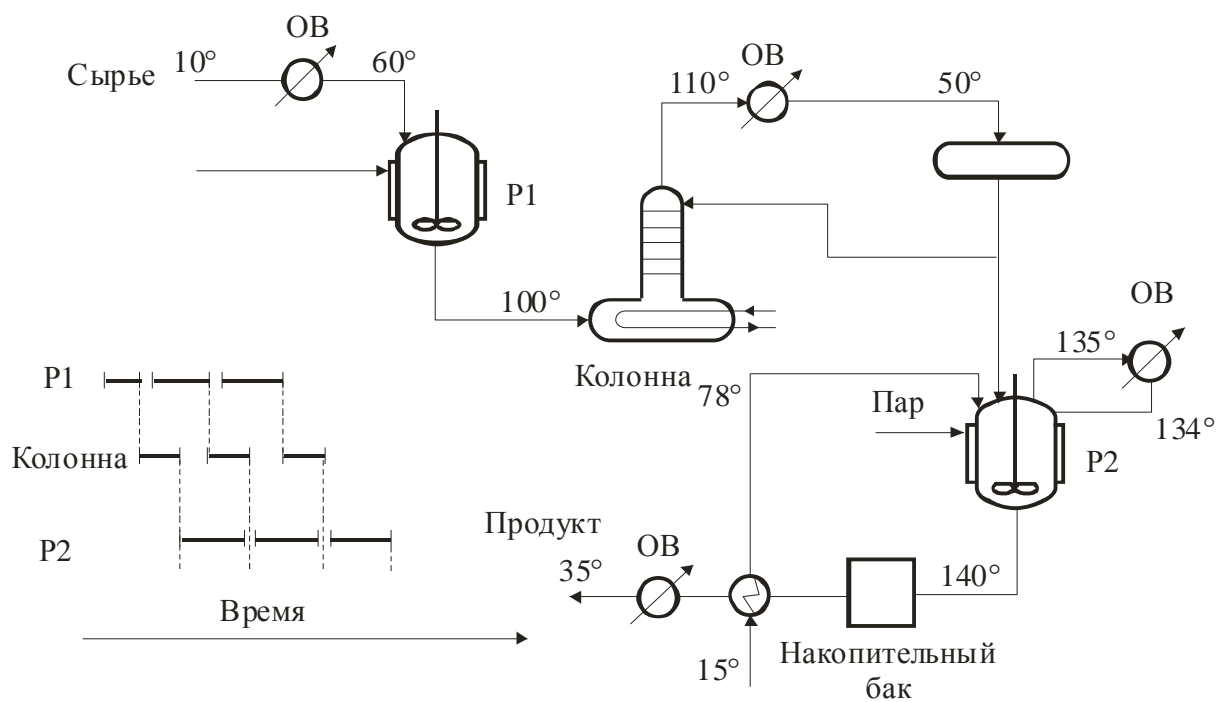 ОВ
Сырье 10° 60°
Р1
100°
ОВ
110° 50°
Колонна
ОВ
135°
134°
Пар
Р2
78°
Р1
Колонна
Р2
Время
Продукт
35° ОВ
15°
140°
Накопительный
бак